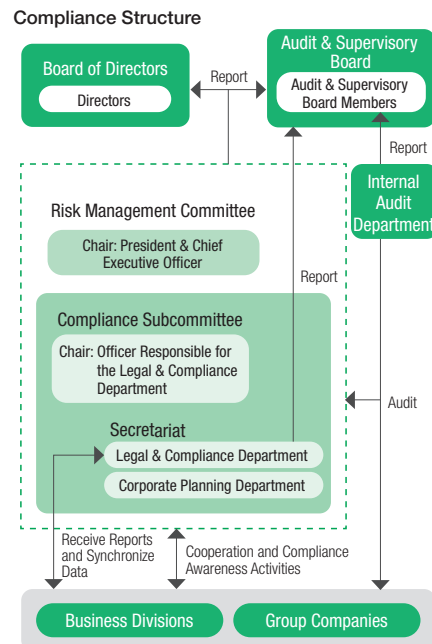 Compliance Structure
Board of Directors
Directors
Report
Audit & Supervisory
Board
Audit & Supervisory
Board Members
Report
Internal
Audit
Department
Risk Management Committee
Chair: President & Chief
Executive Officer
Report
Compliance Subcommittee
Chair: Officer Responsible for
the Legal & Compliance
Department
Audit
Secretariat
Legal & Compliance Department
Corporate Planning Department
Receive Reports
and Synchronize
Data
Cooperation and Compliance
Awareness Activities
Business Divisions
Group Companies